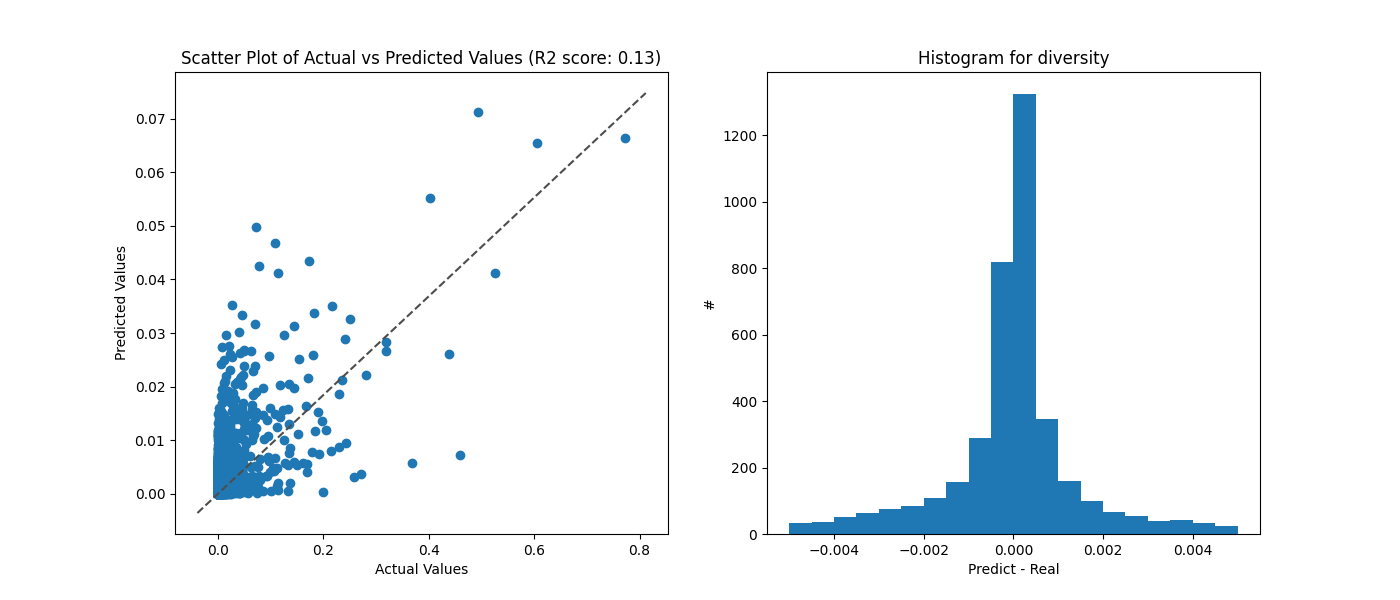 Scatter Plot of Actual vs Predicted Values (R2 score: 0.13)
Predicted Values
0.07
0.06
0.05
0.04
0.03
0.02
0.01
0.00
0.0 0.2 0.4 0.6 0.8
Actual Values
Histogram for diversity
#
1200
1000
800
600
400
200
0
−0.004 −0.002 0.000 0.002 0.004
Predict - Real